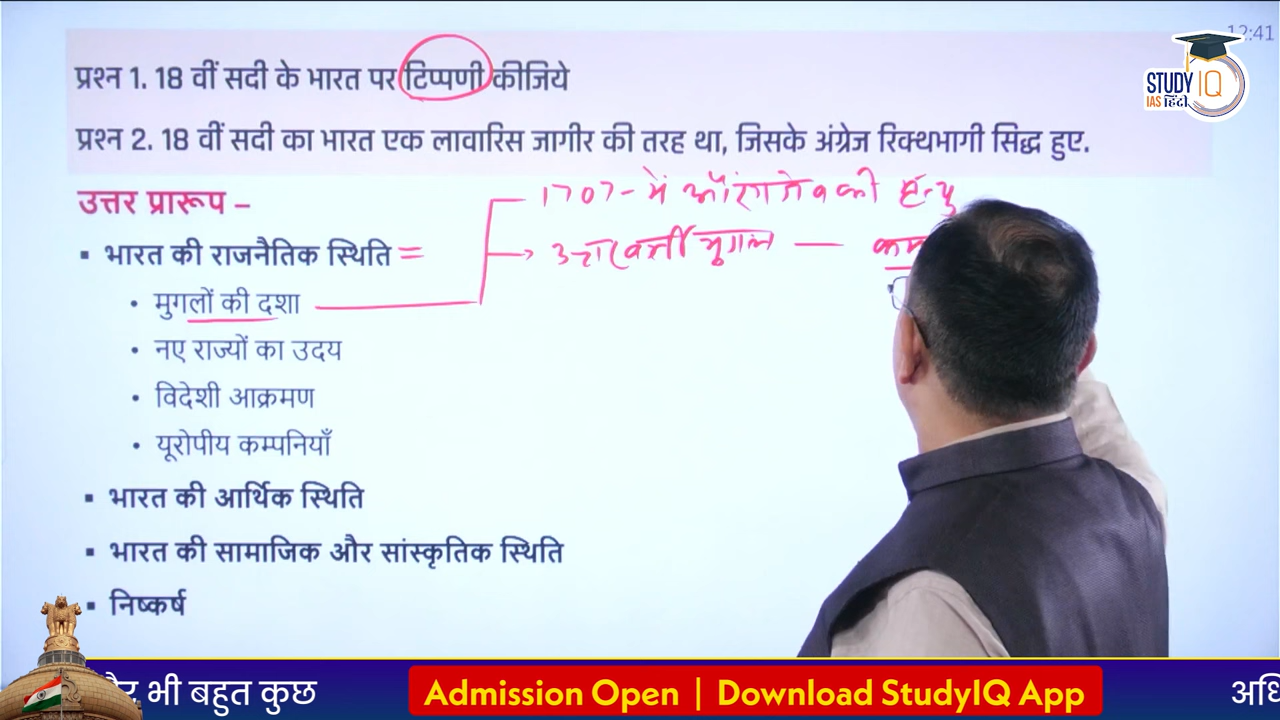 12:41
STUDY IQ
IAS हिंदी
प्रश्न 1. 18 वीं सदी के भारत पर टिप्पणी कीजिये
प्रश्न 2. 18 वीं सदी का भारत एक लावारिस जागीर की तरह था, जिसके अंग्रेज रिक्थभागी सिद्ध हुए.
उत्तर प्रारूप –
1707 - में औरंगजेब की मृत्यु
▪ भारत की राजनैतिक स्थिति =
उत्तरवर्ती मुगल —
• मुगलों की दशा
• नए राज्यों का उदय
• विदेशी आक्रमण
• यूरोपीय कम्पनियाँ
▪ भारत की आर्थिक स्थिति
▪ भारत की सामाजिक और सांस्कृतिक स्थिति
▪ निष्कर्ष
भी बहुत कुछ
Admission Open | Download StudyIQ App